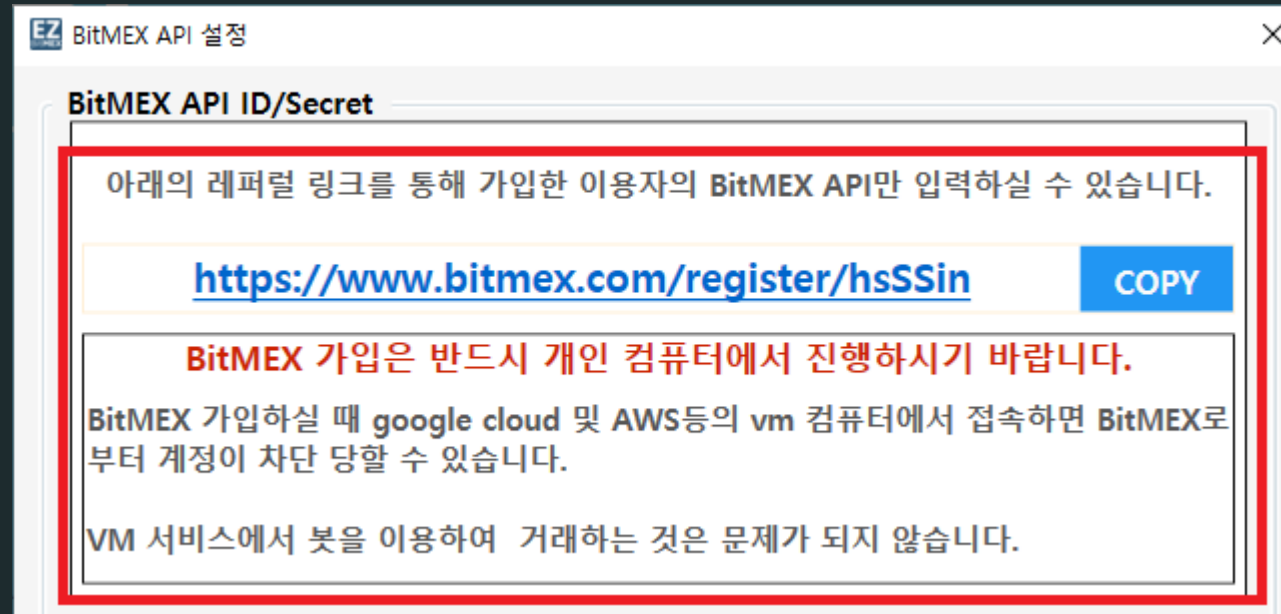 EZ
BitMEX API 설정
BitMEX API ID/Secret
아래의 레퍼럴 링크를 통해 가입한 이용자의 BitMEX API만 입력하실 수 있습니다.
https://www.bitmex.com/register/hsSSin
COPY
BitMEX 가입은 반드시 개인 컴퓨터에서 진행하시기 바랍니다.
BitMEX 가입하실 때 google cloud 및 AWS등의 vm 컴퓨터에서 접속하면 BitMEX로
부터 계정이 차단 당할 수 있습니다.
VM 서비스에서 봇을 이용하여 거래하는 것은 문제가 되지 않습니다.